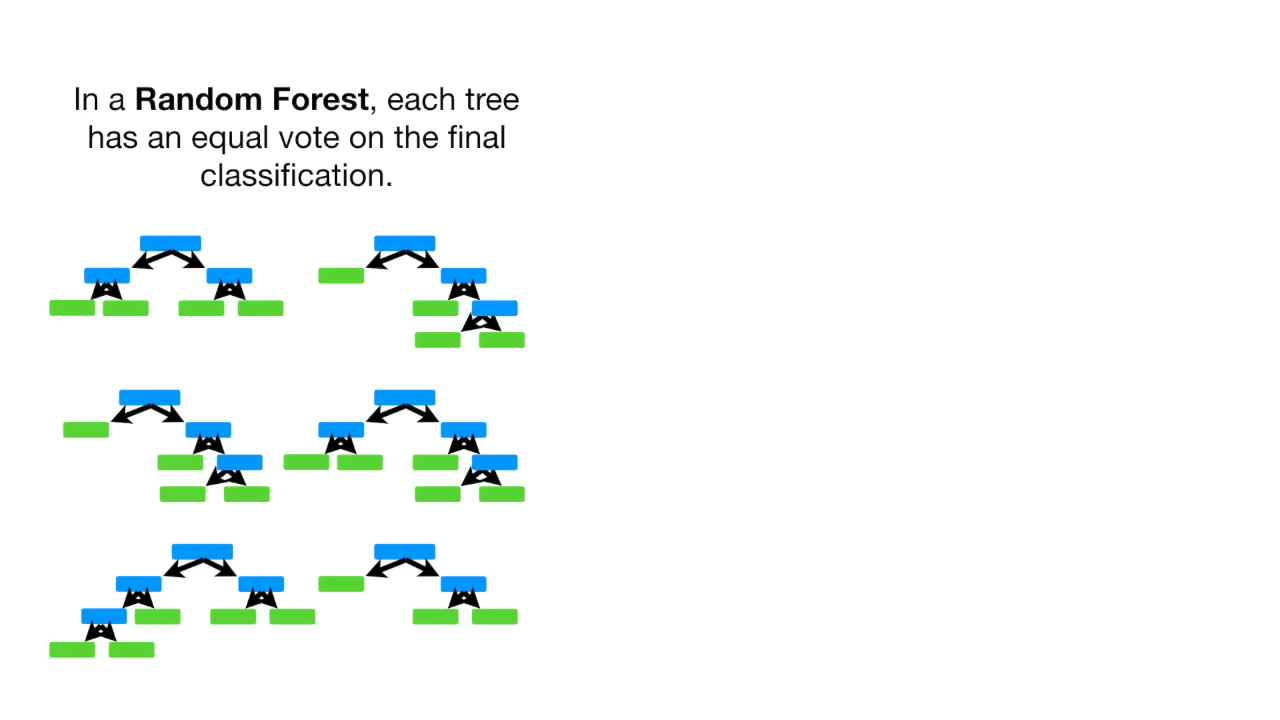 In a Random Forest, each tree
has an equal vote on the final
classification.